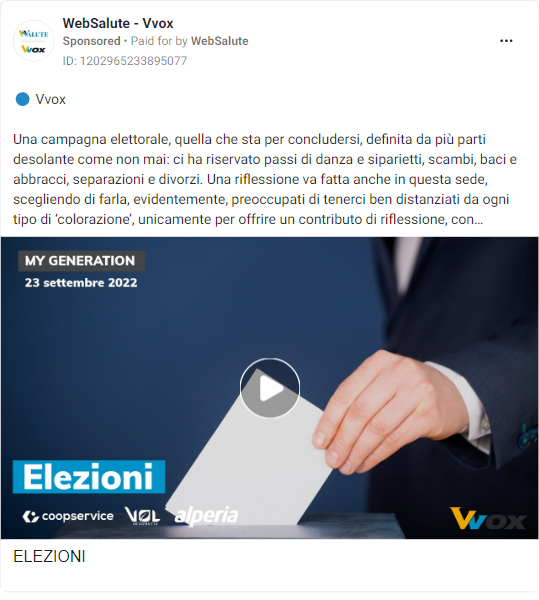 WebSalute - Vvox
Sponsored • Paid for by WebSalute
ID: 1202965233895077
Vvox
Una campagna elettorale, quella che sta per concludersi, definita da più parti
desolante come non mai: ci ha riservato passi di danza e siparietti, scambi, baci e
abbracci, separazioni e divorzi. Una riflessione va fatta anche in questa sede,
scegliendo di farla, evidentemente, preoccupati di tenerci ben distanziati da ogni
tipo di ‘colorazione’, unicamente per offrire un contributo di riflessione, con...
MY GENERATION
23 settembre 2022
Elezioni
coopservice
alperia
Vvox
ELEZIONI